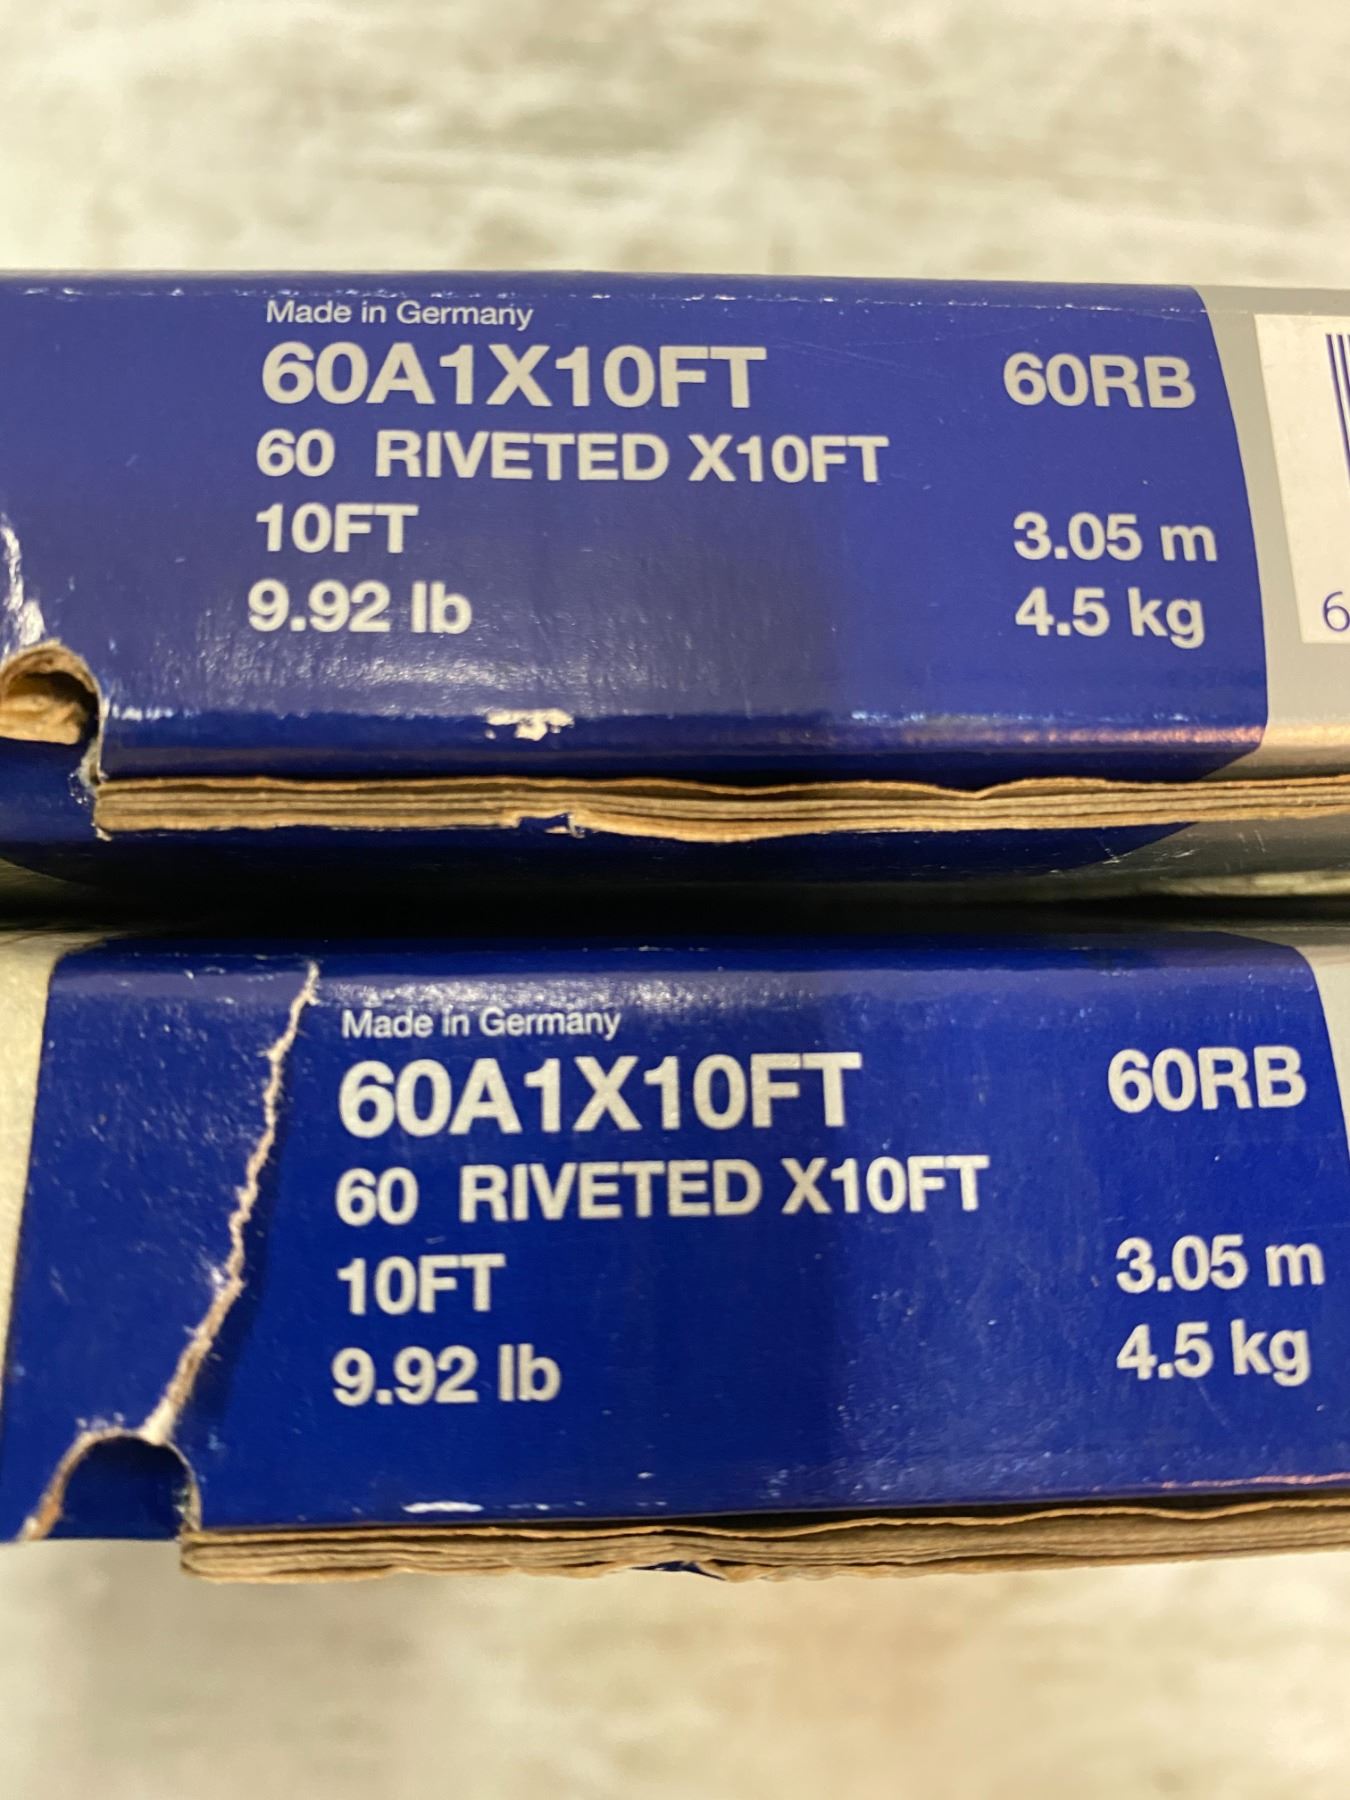 Made in Germany
60A1X10FT 60RB
60 RIVETED X10FT
10FT 3.05 m
9.92 lb 4.5 kg
6
Made in Germany
60A1X10FT 60RB
60 RIVETED X10FT
10FT 3.05 m
9.92 lb 4.5 kg